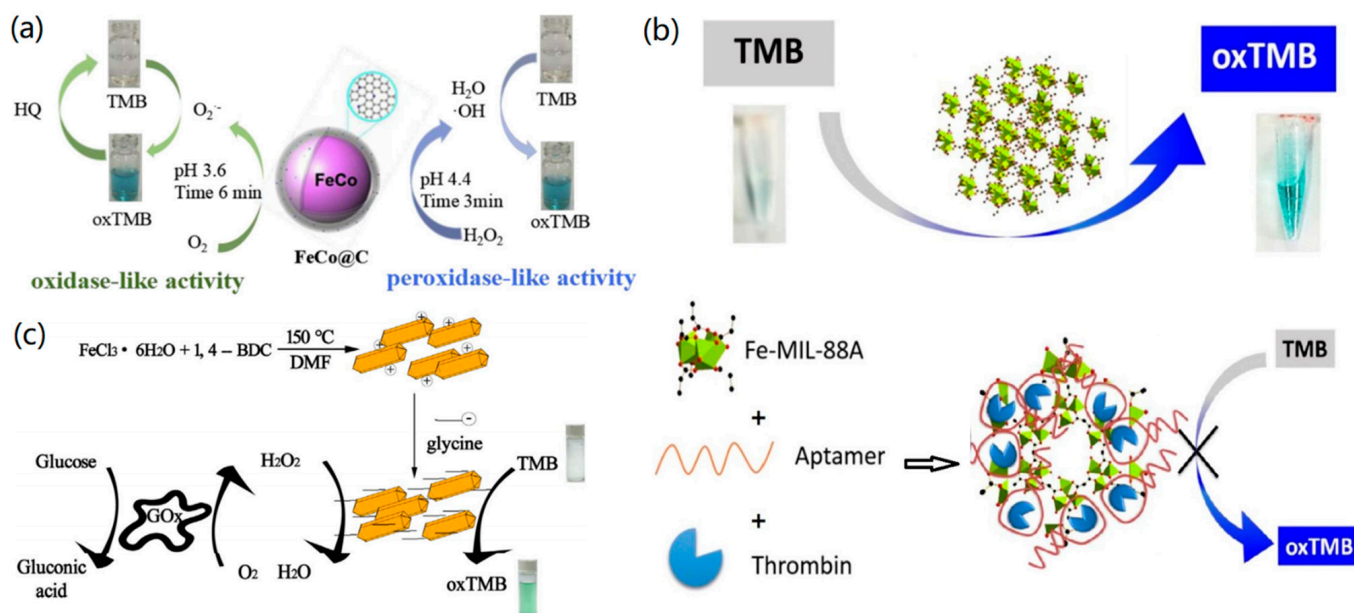 (a)
HQ
TMB
oxTMB
O₂·⁻
pH 3.6
Time 6 min
O₂
oxidase-like activity
FeCo
FeCo@C
H₂O
·OH
pH 4.4
Time 3min
H₂O₂
TMB
oxTMB
peroxidase-like activity
(b)
TMB
oxTMB
Fe-MIL-88A
+
Aptamer
+
Thrombin
TMB
oxTMB
(c)
FeCl₃ • 6H₂O + 1, 4 – BDC
150 °C
DMF
+
+
+
+
+
−
glycine
Glucose
GOx
Gluconic
acid
H₂O₂
O₂
H₂O
TMB
oxTMB